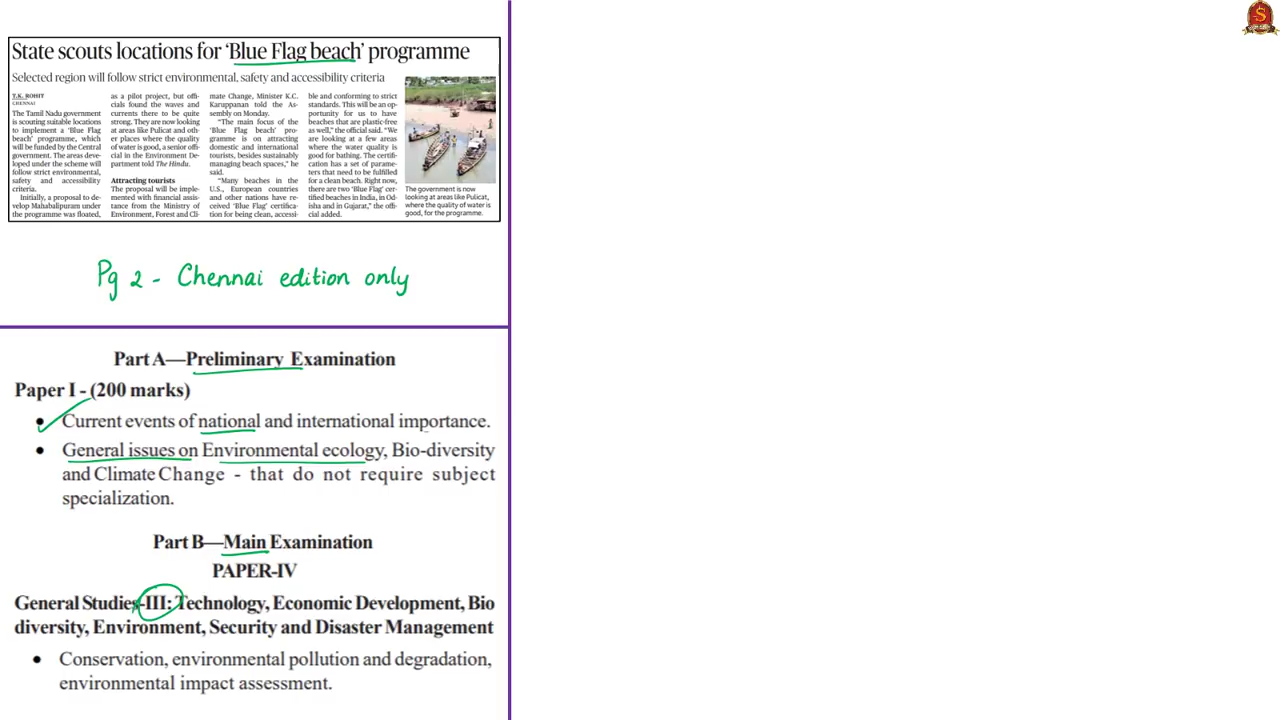 State scouts locations for ‘Blue Flag beach’ programme
Selected region will follow strict environmental, safety and accessibility criteria
T.K. ROHIT
CHENNAI
The Tamil Nadu government
is scouting suitable locations
to implement a ‘Blue Flag
beach’ programme, which
will be funded by the Central
government. The areas deve-
loped under the scheme will
follow strict environmental,
safety and accessibility
criteria.
Initially, a proposal to de-
velop Mahabalipuram under
the programme was floated,
as a pilot project, but offi-
cials found the waves and
currents there to be quite
strong. They are now looking
at areas like Pulicat and oth-
er places where the quality
of water is good, a senior offi-
cial in the Environment De-
partment told The Hindu.
Attracting tourists
The proposal will be imple-
mented with financial assis-
tance from the Ministry of
Environment, Forest and Cli-
mate Change, Minister K.C.
Karuppanan told the As-
sembly on Monday.
“The main focus of the
‘Blue Flag beach’ pro-
gramme is on attracting
domestic and international
tourists, besides sustainably
managing beach spaces,” he
said.
“Many beaches in the
U.S., European countries
and other nations have re-
ceived ‘Blue Flag’ certifica-
tion for being clean, accessi-
ble and conforming to strict
standards. This will be an op-
portunity for us to have
beaches that are plastic-free
as well,” the official said. “We
are looking at a few areas
where the water quality is
good for bathing. The certifi-
cation has a set of parame-
ters that need to be fulfilled
for a clean beach. Right now,
there are two ‘Blue Flag’ cer-
tified beaches in India, in Od-
isha and in Gujarat,” the offi-
cial added.
The government is now
looking at areas like Pulicat,
where the quality of water is
good, for the programme.
Pg 2 - Chennai edition only
Part A—Preliminary Examination
Paper I - (200 marks)
• Current events of national and international importance.
• General issues on Environmental ecology, Bio-diversity
and Climate Change - that do not require subject
specialization.
Part B—Main Examination
PAPER-IV
General Studies-III: Technology, Economic Development, Bio
diversity, Environment, Security and Disaster Management
• Conservation, environmental pollution and degradation,
environmental impact assessment.